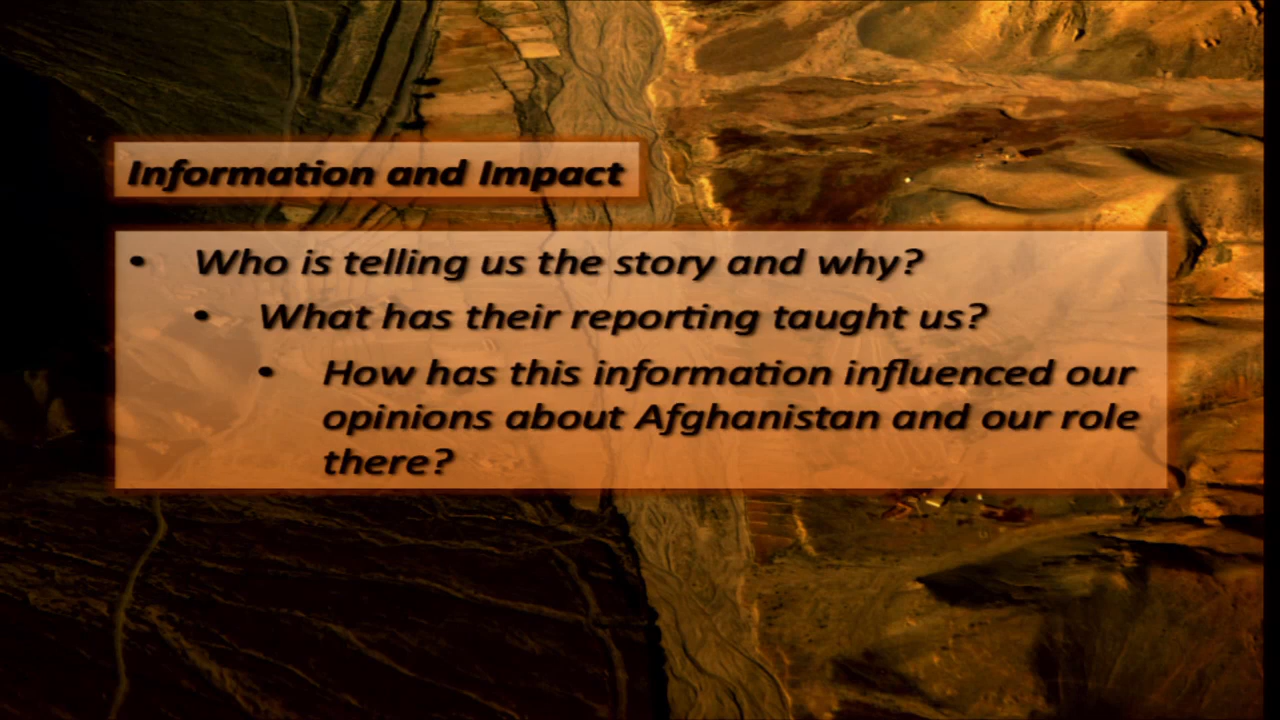 Information and Impact
• Who is telling us the story and why?
• What has their reporting taught us?
• How has this information influenced our
opinions about Afghanistan and our role
there?